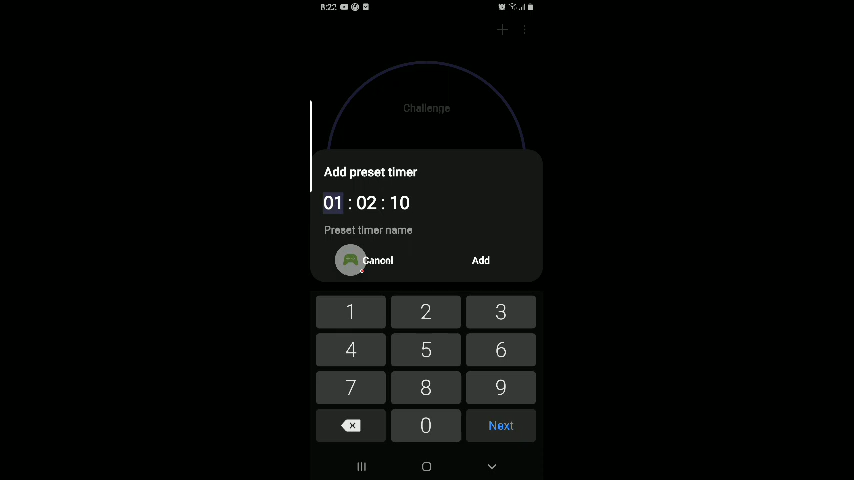 8:22
Challenge
Add preset timer
01 : 02 : 10
Preset timer name
Cancel Add
1 2 3
4 5 6
7 8 9
0 Next